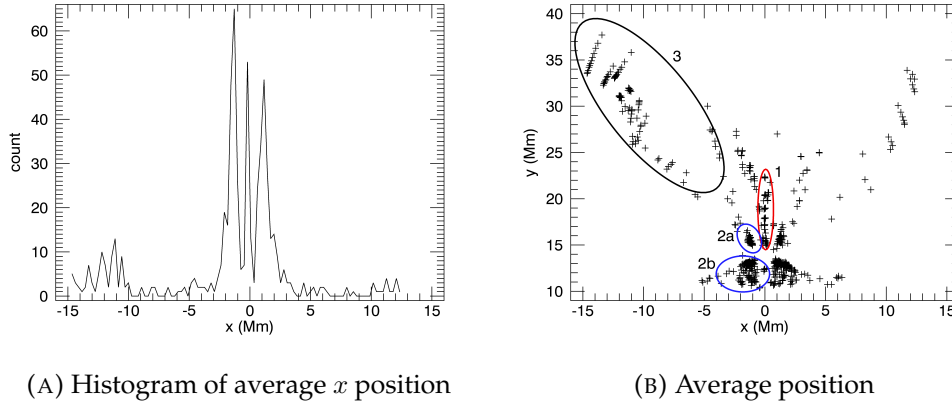 60
50
40
30
20
10
0
count
-15 -10 -5 0 5 10 15
x (Mm)
40
35
30
25
20
15
10
y (Mm)
3
1
2a
2b
-15 -10 -5 0 5 10 15
x (Mm)
(A) Histogram of average x position
(B) Average position